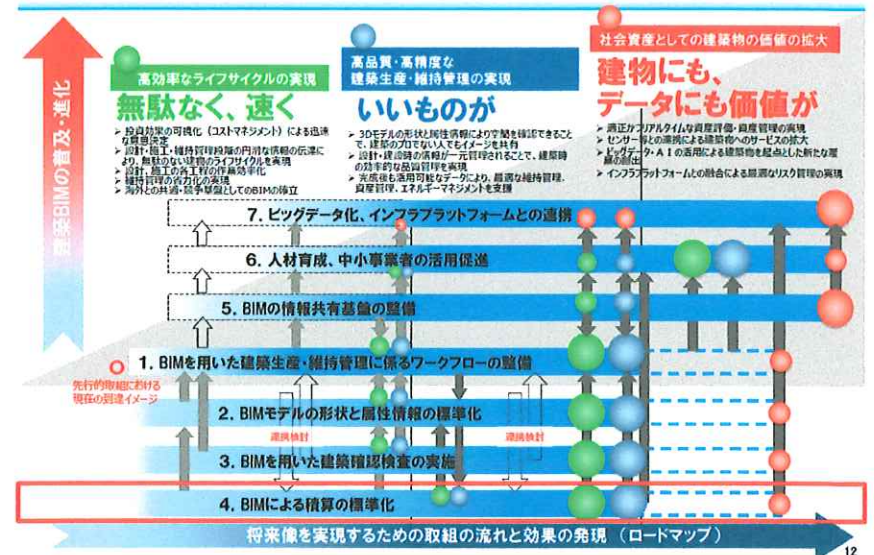 建築BIMの普及・進化
高効率なライフサイクルの実現
無駄なく、速く
➢ 投資効果の可視化(コストマネジメント)による迅速
な意思決定
➢ 設計・施工・維持管理段階の円滑な情報の伝達に
より、無駄のない建物のライフサイクルを実現
➢ 設計、施工の各工程の作業効率化
➢ 維持管理の省力化の実現
➢ 海外との共通・競争基盤としてのBIMの確立
高品質・高精度な
建築生産・維持管理の実現
いいものが
➢ 3Dモデルの形状と属性情報により空間を確認できるこ
とで、建築のプロでない人でもイメージを共有
➢ 設計・建設時の情報が一元管理されることで、建築時
の効率的な品質管理を実現
➢ 完成後も活用可能なデータにより、最適な維持管理、
資産管理、エネルギーマネジメントを支援
社会資産としての建築物の価値の拡大
建物にも、
データにも価値が
➢ 適正かつリアルタイムな資産評価・資産管理の実現
➢ センサー等との連携による建築物へのサービスの拡大
➢ ビッグデータ・AIの活用による建築物を起点とした新たな産
業の創出
➢ インフラプラットフォームとの融合による最適なリスク管理の実現
7. ビッグデータ化、インフラプラットフォームとの連携
6. 人材育成、中小事業者の活用促進
5. BIMの情報共有基盤の整備
1. BIMを用いた建築生産・維持管理に係るワークフローの整備
先行的取組における
現在の到達イメージ
2. BIMモデルの形状と属性情報の標準化
連携検討
連携検討
3. BIMを用いた建築確認検査の実施
4. BIMによる積算の標準化
将来像を実現するための取組の流れと効果の発現(ロードマップ)
12